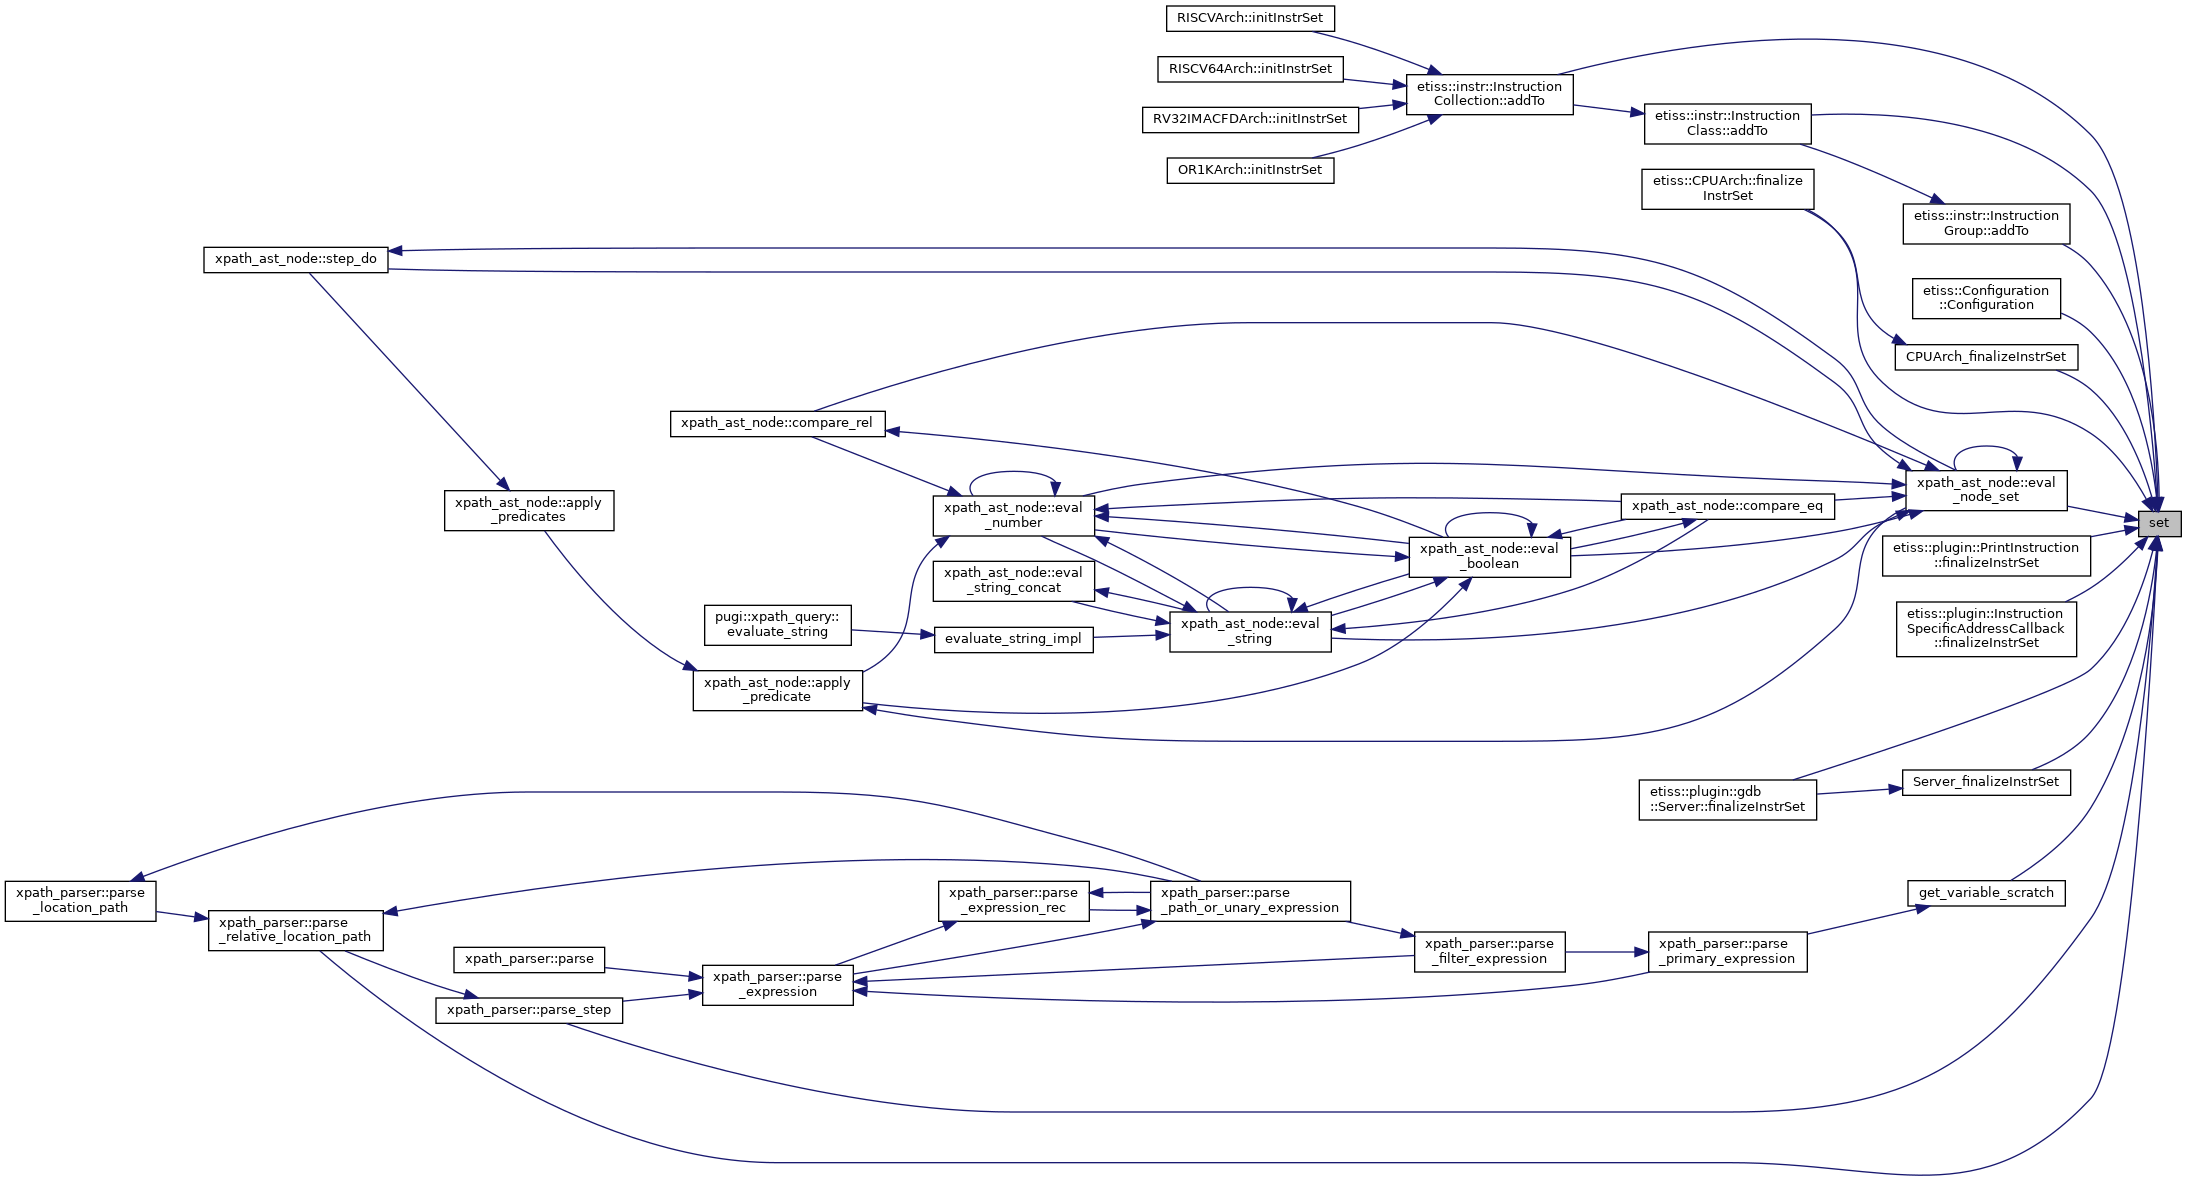 RISCVArch::initInstrSet
RISCV64Arch::initInstrSet
RV32IMACFDArch::initInstrSet
OR1KArch::initInstrSet
etiss::instr::Instruction
Collection::addTo
etiss::instr::Instruction
Class::addTo
etiss::CPUArch::finalize
InstrSet
etiss::instr::Instruction
Group::addTo
etiss::Configuration
::Configuration
CPUArch_finalizeInstrSet
xpath_ast_node::step_do
xpath_ast_node::compare_rel
xpath_ast_node::apply
_predicates
xpath_ast_node::eval
_number
xpath_ast_node::compare_eq
xpath_ast_node::eval
_node_set
set
xpath_ast_node::eval
_boolean
etiss::plugin::PrintInstruction
::finalizeInstrSet
xpath_ast_node::eval
_string_concat
pugi::xpath_query::
evaluate_string
evaluate_string_impl
xpath_ast_node::eval
_string
etiss::plugin::Instruction
SpecificAddressCallback
::finalizeInstrSet
xpath_ast_node::apply
_predicate
etiss::plugin::gdb
::Server::finalizeInstrSet
Server_finalizeInstrSet
xpath_parser::parse
_location_path
xpath_parser::parse
_relative_location_path
xpath_parser::parse
_expression_rec
xpath_parser::parse
_path_or_unary_expression
get_variable_scratch
xpath_parser::parse
xpath_parser::parse
_expression
xpath_parser::parse
_filter_expression
xpath_parser::parse
_primary_expression
xpath_parser::parse_step